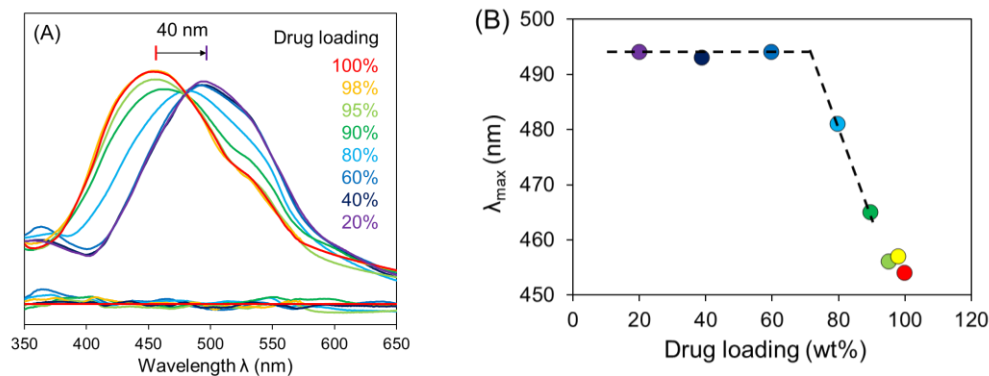 (A)
40 nm
Drug loading
100%
98%
95%
90%
80%
60%
40%
20%
350 400 450 500 550 600 650
Wavelength λ (nm)
(B)
500
490
480
470
460
450
λmax (nm)
0 20 40 60 80 100 120
Drug loading (wt%)